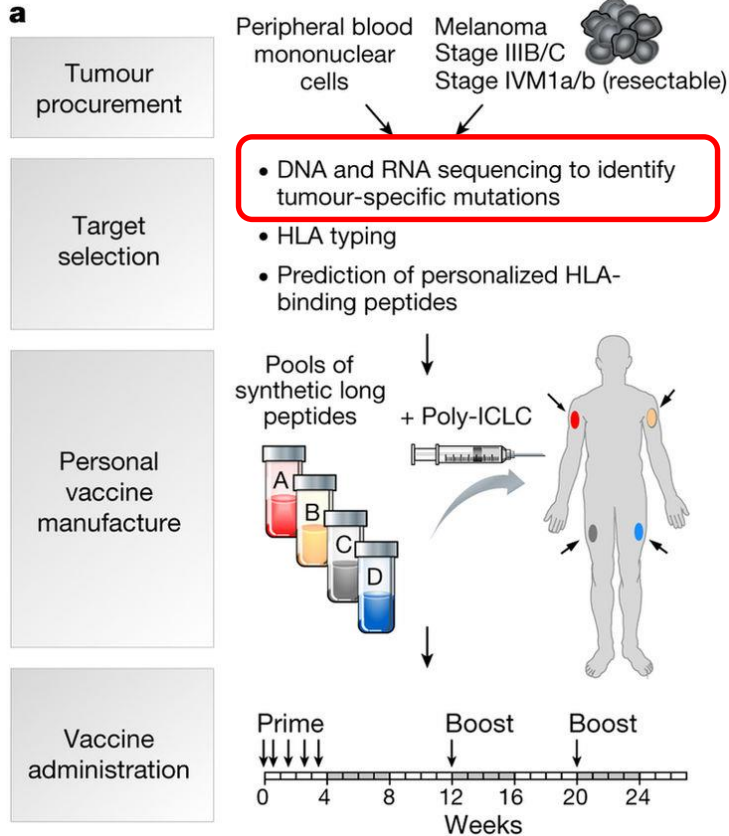 a
Tumour
procurement
Peripheral blood
mononuclear
cells
Melanoma
Stage IIIB/C
Stage IVM1a/b (resectable)
Target
selection
• DNA and RNA sequencing to identify
tumour-specific mutations
• HLA typing
• Prediction of personalized HLA-
binding peptides
Personal
vaccine
manufacture
Pools of
synthetic long
peptides
+ Poly-ICLC
A
B
C
D
Vaccine
administration
Prime
Boost
Boost
0 4 8 12 16 20 24
Weeks